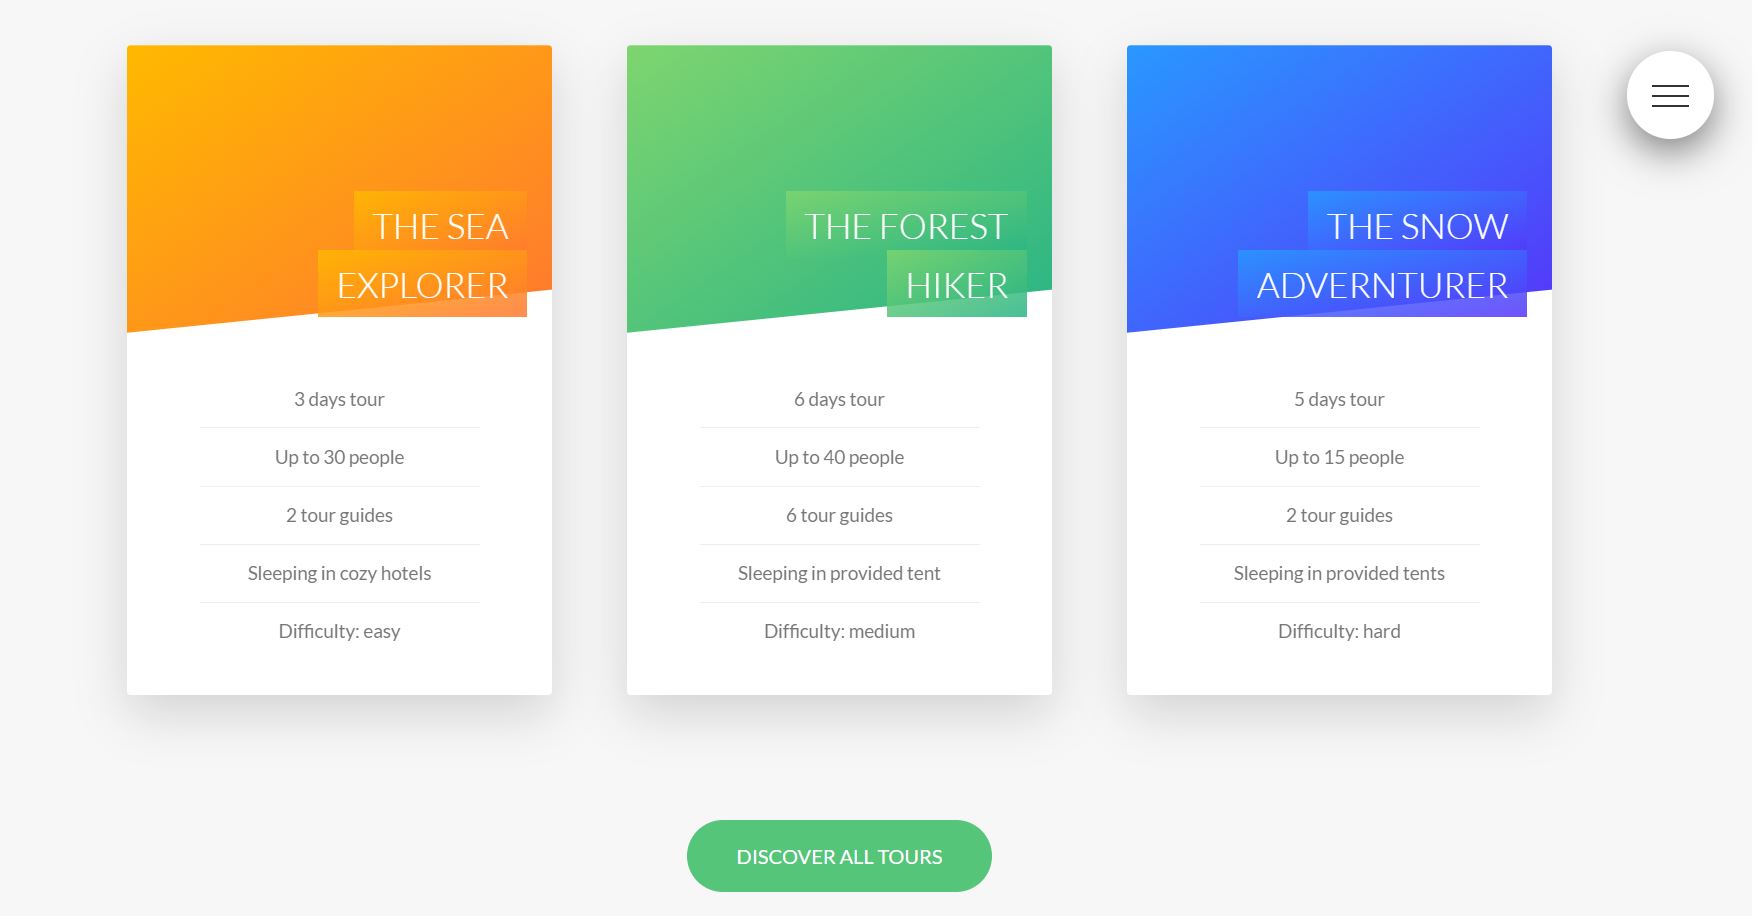 THE SEA
EXPLORER
3 days tour
Up to 30 people
2 tour guides
Sleeping in cozy hotels
Difficulty: easy
THE FOREST
HIKER
6 days tour
Up to 40 people
6 tour guides
Sleeping in provided tent
Difficulty: medium
THE SNOW
ADVERNTURER
5 days tour
Up to 15 people
2 tour guides
Sleeping in provided tents
Difficulty: hard
DISCOVER ALL TOURS